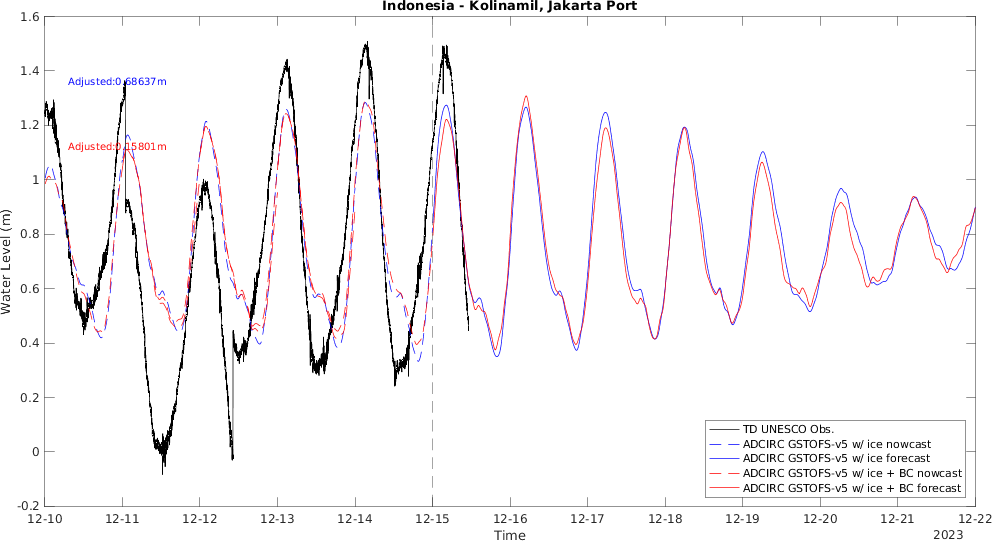 Indonesia - Kolinamil, Jakarta Port
1.6
1.4
1.2
1
0.8
0.6
0.4
0.2
0
-0.2
Water Level (m)
Adjusted:0.68637m
Adjusted:0.15801m
TD UNESCO Obs.
ADCIRC GSTOFS-v5 w/ ice nowcast
ADCIRC GSTOFS-v5 w/ ice forecast
ADCIRC GSTOFS-v5 w/ ice + BC nowcast
ADCIRC GSTOFS-v5 w/ ice + BC forecast
12-10 12-11 12-12 12-13 12-14 12-15 12-16 12-17 12-18 12-19 12-20 12-21 12-22
Time
2023